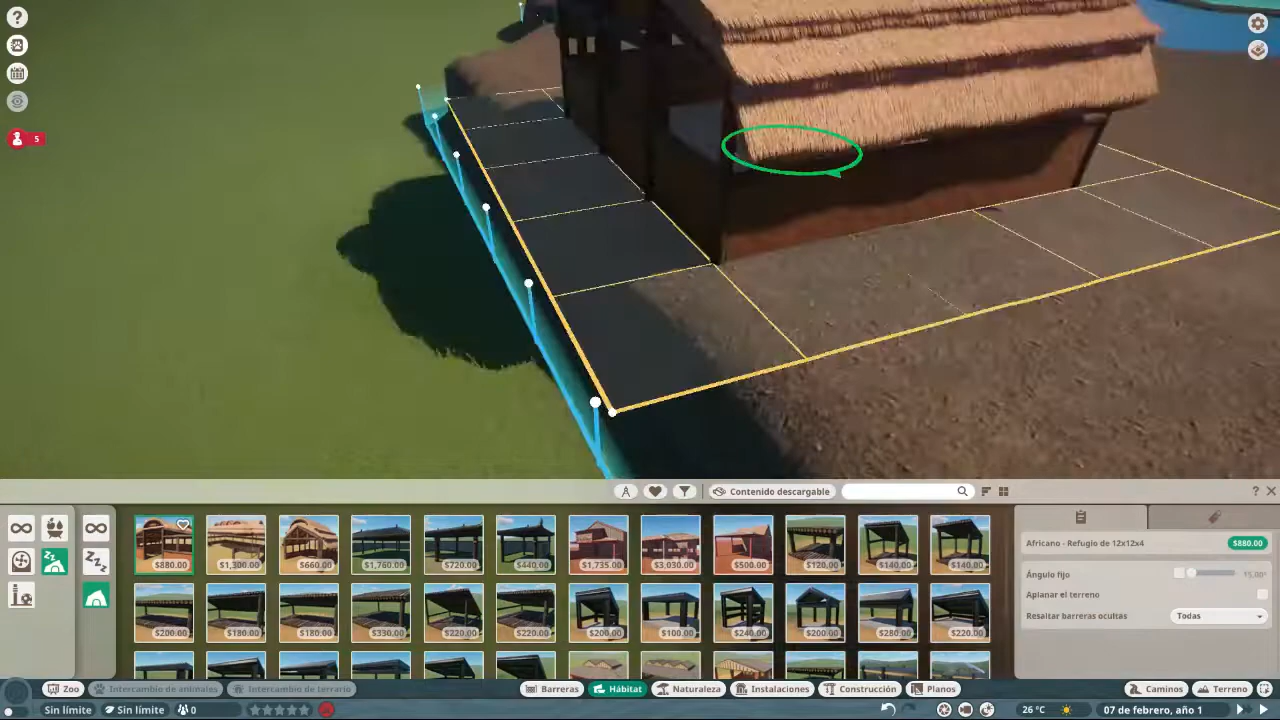 ?
5
Contenido descargable
? ×
$880.00 $1,300.00 $660.00 $1,760.00 $720.00 $440.00 $1,735.00 $3,030.00 $500.00 $120.00 $140.00 $140.00
$200.00 $180.00 $180.00 $330.00 $220.00 $220.00 $200.00 $100.00 $240.00 $200.00 $280.00 $220.00
Africano - Refugio de 12x12x4 $880.00
Ángulo fijo 15,00°
Aplanar el terreno
Resaltar barreras ocultas Todas
Zoo Intercambio de animales Intercambio de terrario Barreras Hábitat Naturaleza Instalaciones Construcción Planos Caminos Terreno
Sin límite Sin límite 0 26 °C 07 de febrero, año 1